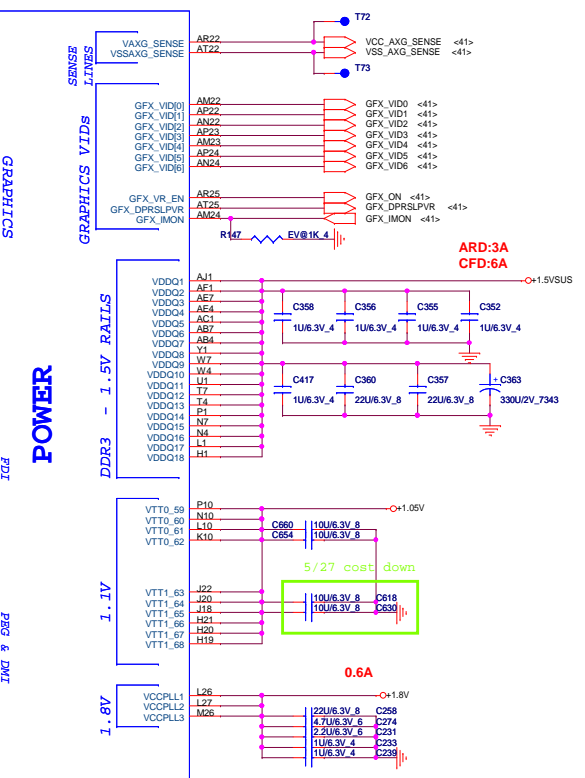 T72
VAXG_SENSE AR22 VCC_AXG_SENSE <41>
VSSAXG_SENSE AT22 VSS_AXG_SENSE <41>
T73
SENSE
LINES
GFX_VID[0] AM22 GFX_VID0 <41>
GFX_VID[1] AP22 GFX_VID1 <41>
GFX_VID[2] AN22 GFX_VID2 <41>
GFX_VID[3] AP23 GFX_VID3 <41>
GFX_VID[4] AM23 GFX_VID4 <41>
GFX_VID[5] AP24 GFX_VID5 <41>
GFX_VID[6] AN24 GFX_VID6 <41>
GRAPHICS VIDs
GRAPHICS
GFX_VR_EN AR25 GFX_ON <41>
GFX_DPRSLPVR AT25 GFX_DPRSLPVR <41>
GFX_IMON AM24 GFX_IMON <41>
R147 EV@1K_4
ARD:3A
CFD:6A
+1.5VSUS
VDDQ1 AJ1
VDDQ2 AF1
VDDQ3 AE7
VDDQ4 AE4
VDDQ5 AC1
VDDQ6 AB7
VDDQ7 AB4
VDDQ8 Y1
VDDQ9 W7
VDDQ10 W4
VDDQ11 U1
VDDQ12 T7
VDDQ13 T4
VDDQ14 P1
VDDQ15 N7
VDDQ16 N4
VDDQ17 L1
VDDQ18 H1
C358 C356 C355 C352
1U/6.3V_4 1U/6.3V_4 1U/6.3V_4 1U/6.3V_4
C417 C360 C357 + C363
1U/6.3V_4 22U/6.3V_8 22U/6.3V_8 330U/2V_7343
DDR3 - 1.5V RAILS
POWER
FDI
VTT0_59 P10 +1.05V
VTT0_60 N10
VTT0_61 L10 C660 10U/6.3V_8
VTT0_62 K10 C654 10U/6.3V_8
5/27 cost down
VTT1_63 J22
VTT1_64 J20 10U/6.3V_8 C618
VTT1_65 J18 10U/6.3V_8 C630
VTT1_66 H21
VTT1_67 H20
VTT1_68 H19
1.1V
PEG & DMI
0.6A
VCCPLL1 L26 +1.8V
VCCPLL2 L27
VCCPLL3 M26
1.8V
22U/6.3V_8 C258
4.7U/6.3V_6 C274
2.2U/6.3V_6 C231
1U/6.3V_4 C233
1U/6.3V_4 C239